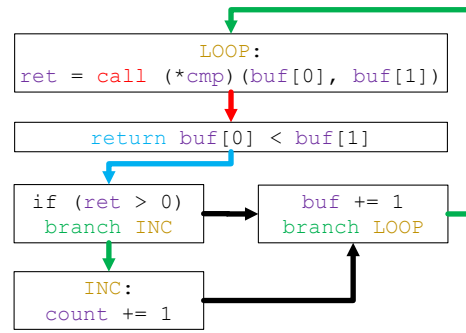 LOOP:
ret = call (*cmp)(buf[0], buf[1])
return buf[0] < buf[1]
if (ret > 0)
branch INC
buf += 1
branch LOOP
INC:
count += 1